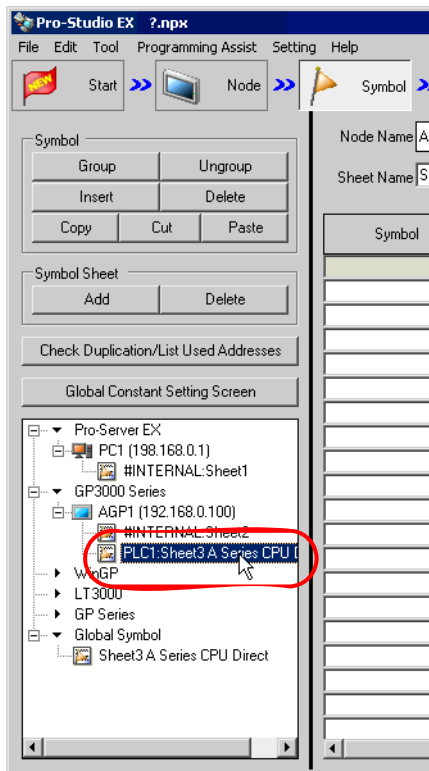 Pro-Studio EX ?.npx
File Edit Tool Programming Assist Setting Help
NEW Start Node Symbol
Symbol
Group Ungroup
Insert Delete
Copy Cut Paste
Symbol Sheet
Add Delete
Check Duplication/List Used Addresses
Global Constant Setting Screen
Pro-Server EX
PC1 (198.168.0.1)
#INTERNAL:Sheet1
GP3000 Series
AGP1 (192.168.0.100)
#INTERNAL:Sheet2
PLC1:Sheet3 A Series CPU D
WinGP
LT3000
GP Series
Global Symbol
Sheet3 A Series CPU Direct
Node Name A
Sheet Name S
Symbol